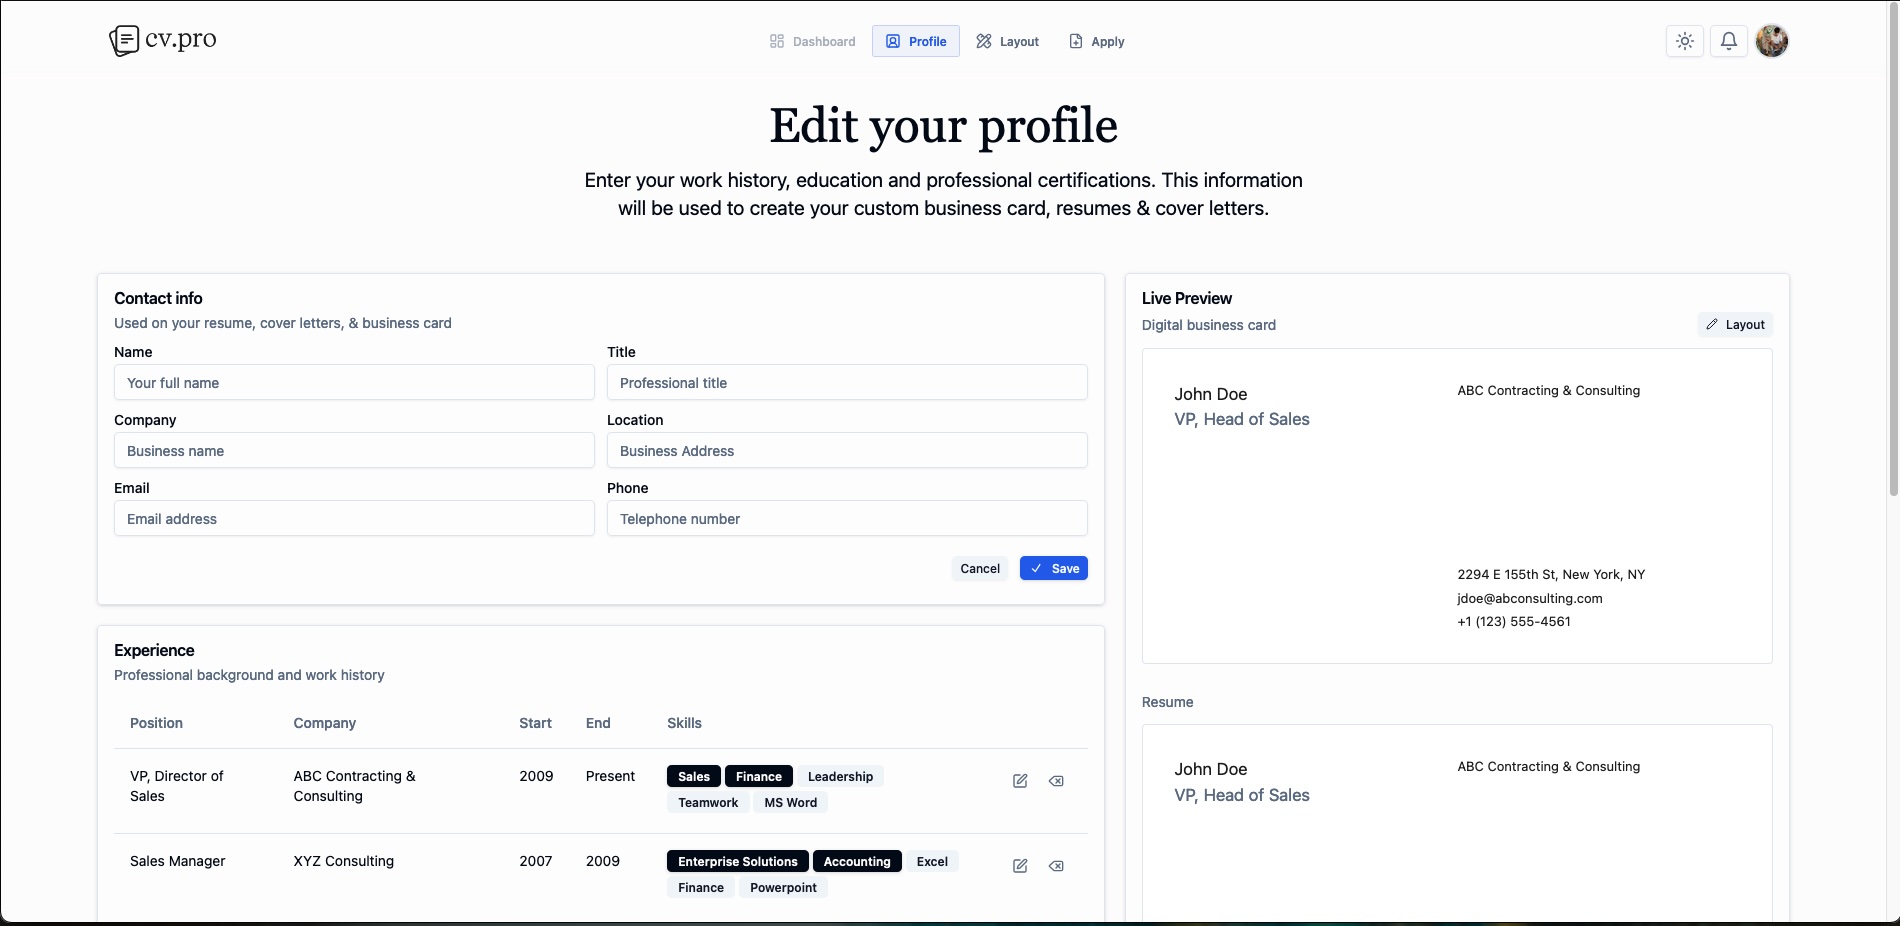 cv.pro
Dashboard
Profile
Layout
Apply
Edit your profile
Enter your work history, education and professional certifications. This information
will be used to create your custom business card, resumes & cover letters.
Contact info
Used on your resume, cover letters, & business card
Name
Title
Your full name
Professional title
Company
Location
Business name
Business Address
Email
Phone
Email address
Telephone number
Cancel
Save
Experience
Professional background and work history
Position
Company
Start
End
Skills
VP, Director of
Sales
ABC Contracting &
Consulting
2009
Present
Sales
Finance
Leadership
Teamwork
MS Word
Sales Manager
XYZ Consulting
2007
2009
Enterprise Solutions
Accounting
Excel
Finance
Powerpoint
Live Preview
Digital business card
Layout
John Doe
VP, Head of Sales
ABC Contracting & Consulting
2294 E 155th St, New York, NY
jdoe@abconsulting.com
+1 (123) 555-4561
Resume
John Doe
VP, Head of Sales
ABC Contracting & Consulting